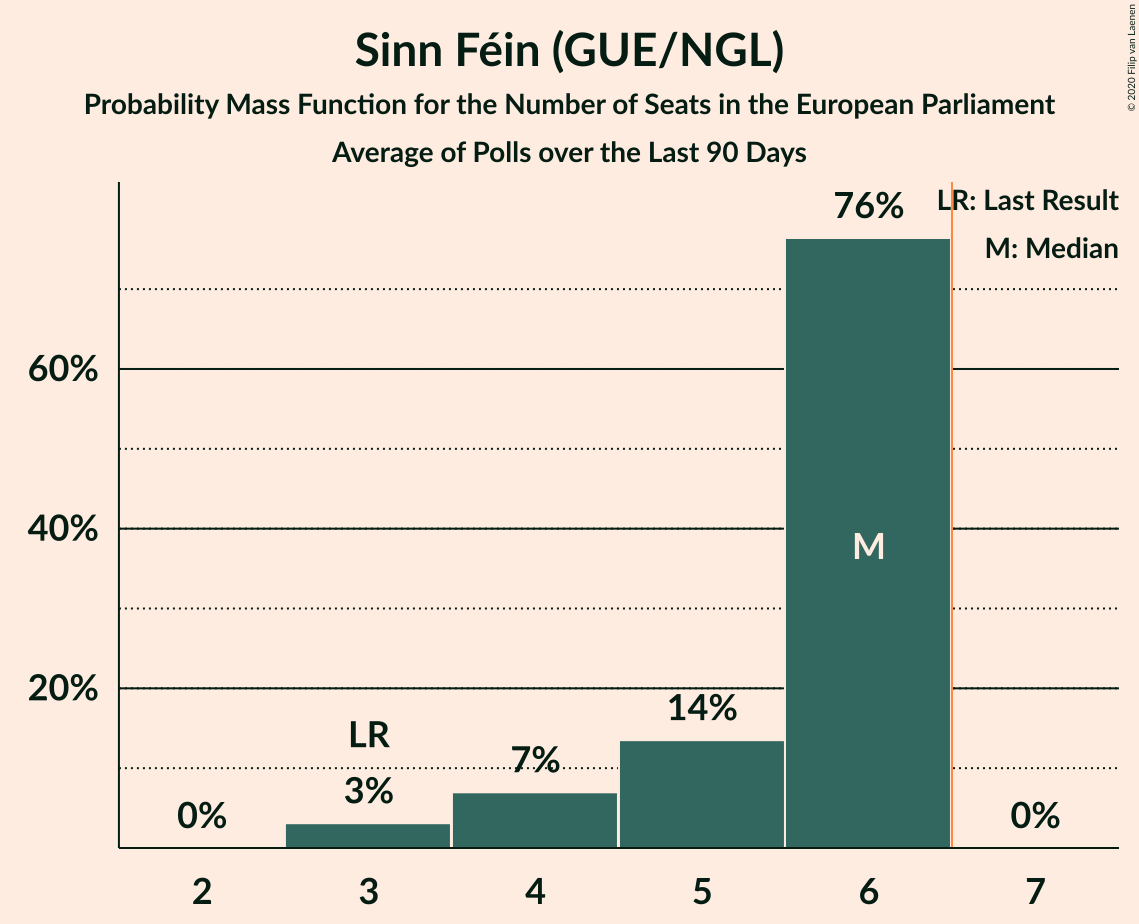 Sinn Féin (GUE/NGL)
Probability Mass Function for the Number of Seats in the European Parliament
Average of Polls over the Last 90 Days
© 2020 Filip van Laenen
LR: Last Result
M: Median
76%
60%
40%
20%
M
14%
LR
7%
3%
0%
0%
2 3 4 5 6 7